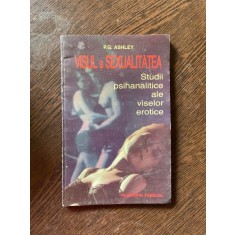 P.G. ASHLEY
VISUL și SEXUALITATEA
Studii
psihanalitice
ale
viselor
erotice